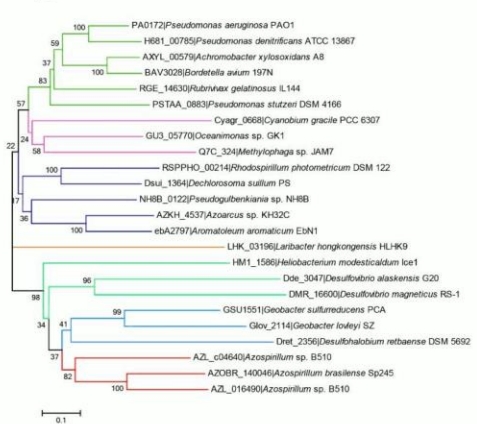 PA0172|Pseudomonas aeruginosa PAO1
100
H681_00785|Pseudomonas denitrificans ATCC 13867
59
AXYL_00579|Achromobacter xylosoxidans A8
37
100
BAV3028|Bordetella avium 197N
83
RGE_14630|Rubrivivax gelatinosus IL144
57
PSTAA_0883|Pseudomonas stutzeri DSM 4166
Cyagr_0668|Cyanobium gracile PCC 6307
24
GU3_05770|Oceanimonas sp. GK1
22
58
Q7C_324|Methylophaga sp. JAM7
RSPPHO_00214|Rhodospirillum photometricum DSM 122
100
Dsui_1364|Dechlorosoma suillum PS
17
NH8B_0122|Pseudogulbenkiania sp. NH8B
36
AZKH_4537|Azoarcus sp. KH32C
100
ebA2797|Aromatoleum aromaticum EbN1
LHK_03196|Laribacter hongkongensis HLHK9
HM1_1586|Heliobacterium modesticaldum Ice1
98
96
Dde_3047|Desulfovibrio alaskensis G20
DMR_16600|Desulfovibrio magneticus RS-1
34
99
GSU1551|Geobacter sulfurreducens PCA
41
Glov_2114|Geobacter lovleyi SZ
Dret_2356|Desulfohalobium retbaense DSM 5692
37
AZL_c04640|Azospirillum sp. B510
82
AZOBR_140046|Azospirillum brasilense Sp245
100
AZL_016490|Azospirillum sp. B510
0.1